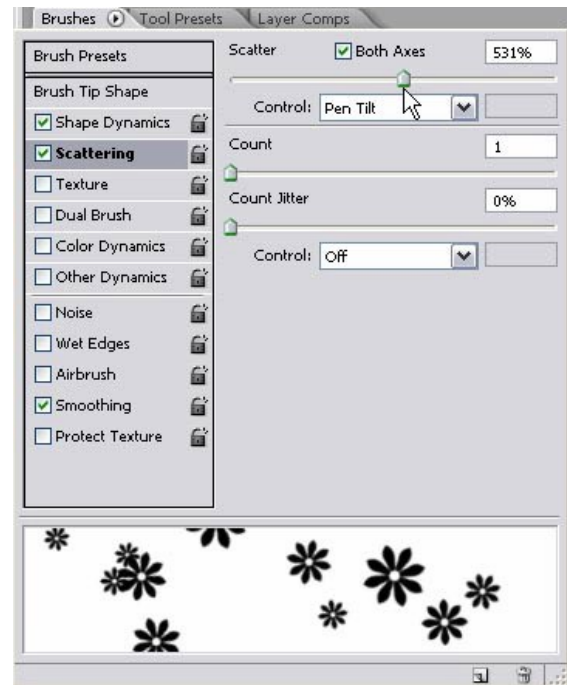 Brushes Tool Presets Layer Comps
Brush Presets
Brush Tip Shape
Shape Dynamics
Scattering
Texture
Dual Brush
Color Dynamics
Other Dynamics
Noise
Wet Edges
Airbrush
Smoothing
Protect Texture
Scatter Both Axes 531%
Control: Pen Tilt
Count 1
Count Jitter 0%
Control: Off